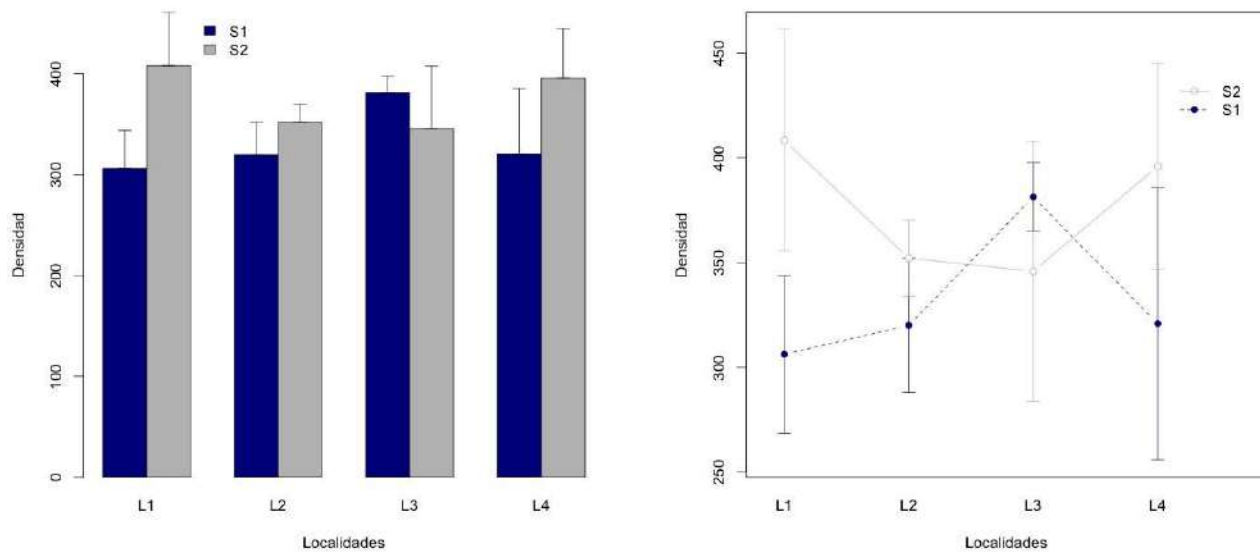 S1
S2
Densidad
400
300
200
100
0
L1
L2
L3
L4
Localidades
S2
S1
Densidad
450
400
350
300
250
L1
L2
L3
L4
Localidades